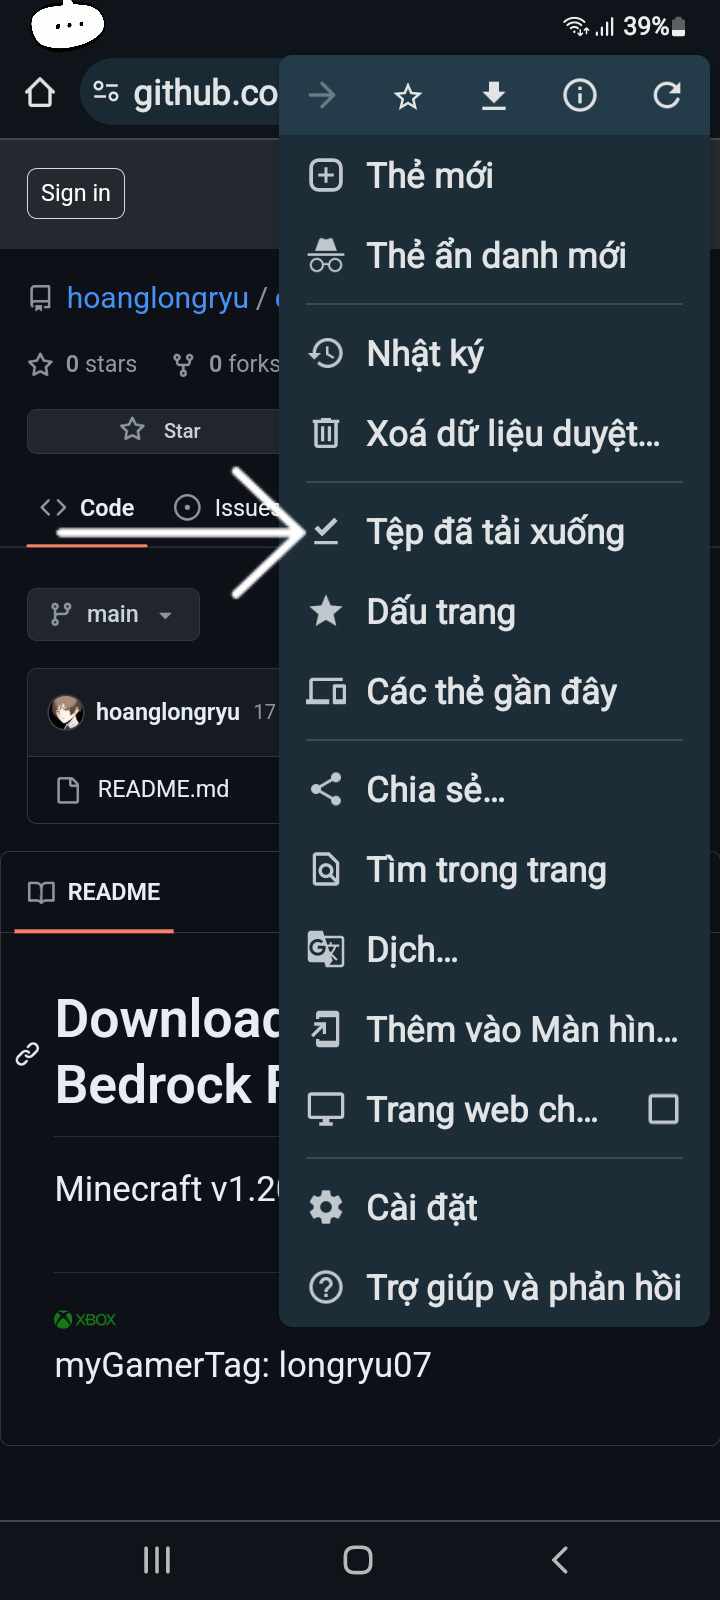 39%
github.co
Sign in
hoanglongryu /
0 stars 0 forks
Star
Code Issues
main
hoanglongryu 17
README.md
README
Download
Bedrock
Minecraft v1.20
XBOX
myGamerTag: longryu07
Thẻ mới
Thẻ ẩn danh mới
Nhật ký
Xoá dữ liệu duyệt...
Tệp đã tải xuống
Dấu trang
Các thẻ gần đây
Chia sẻ...
Tìm trong trang
Dịch...
Thêm vào Màn hìn...
Trang web ch...
Cài đặt
Trợ giúp và phản hồi